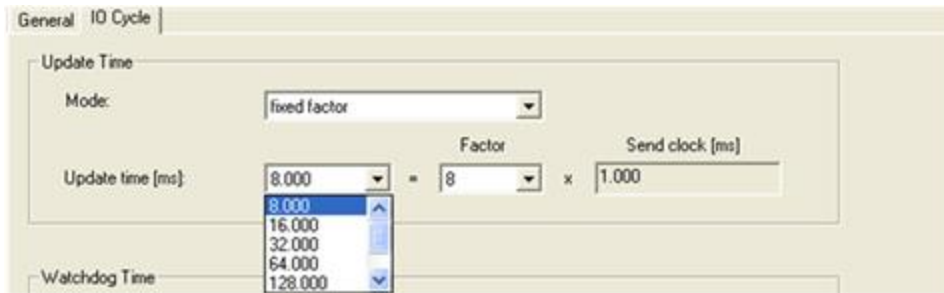 General IO Cycle
Update Time
Mode: fixed factor
Factor Send clock [ms]
Update time [ms]: 8.000 = 8 x 1.000
8.000
16.000
32.000
64.000
128.000
Watchdog Time